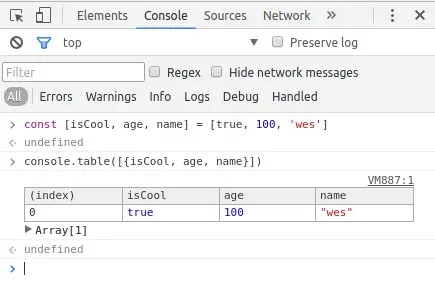 Elements Console Sources Network »
top Preserve log
Filter Regex Hide network messages
All Errors Warnings Info Logs Debug Handled
> const [isCool, age, name] = [true, 100, 'wes']
undefined
> console.table([{isCool, age, name}])
VM887:1
(index) isCool age name
0 true 100 "wes"
Array[1]
undefined
>